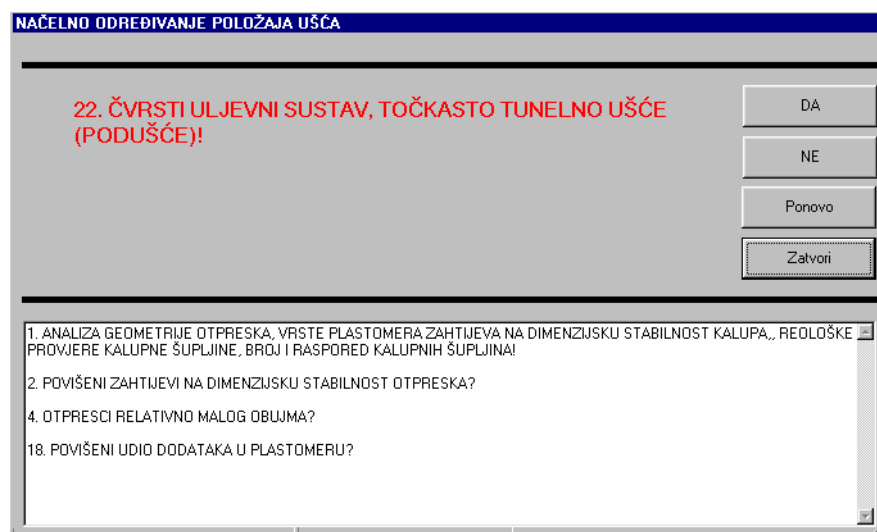 NAČELNO ODREĐIVANJE POLOŽAJA UŠĆA
22. ČVRSTI ULJEVNI SUSTAV, TOČKASTO TUNELNO UŠĆE
(PODUŠĆE)!
DA
NE
Ponovo
Zatvori
1. ANALIZA GEOMETRIJE OTPRESKA, VRSTE PLASTOMERA ZAHTIJEVA NA DIMENZIJSKU STABILNOST KALUPA,, REOLOŠKE
PROVJERE KALUPNE ŠUPLJINE, BROJ I RASPORED KALUPNIH ŠUPLJINA!
2. POVIŠENI ZAHTIJEVI NA DIMENZIJSKU STABILNOST OTPRESKA?
4. OTPRESCI RELATIVNO MALOG OBUJMA?
18. POVIŠENI UDIO DODATAKA U PLASTOMERU?